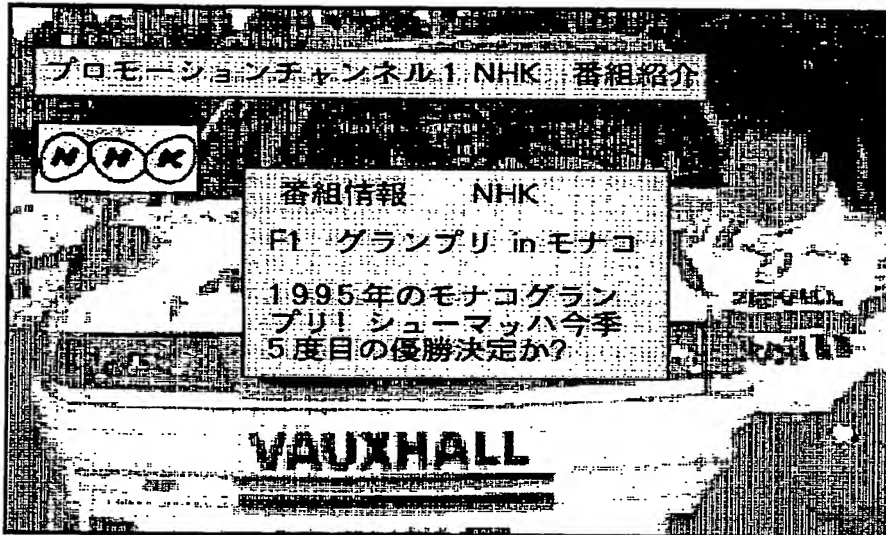 プロモーションチャンネル1 NHK 番組紹介
NHK
番組情報 NHK
F1 グランプリ in モナコ
1995年のモナコグラン
プリ! シューマッハ今季
5度目の優勝決定か?
VAUXHALL